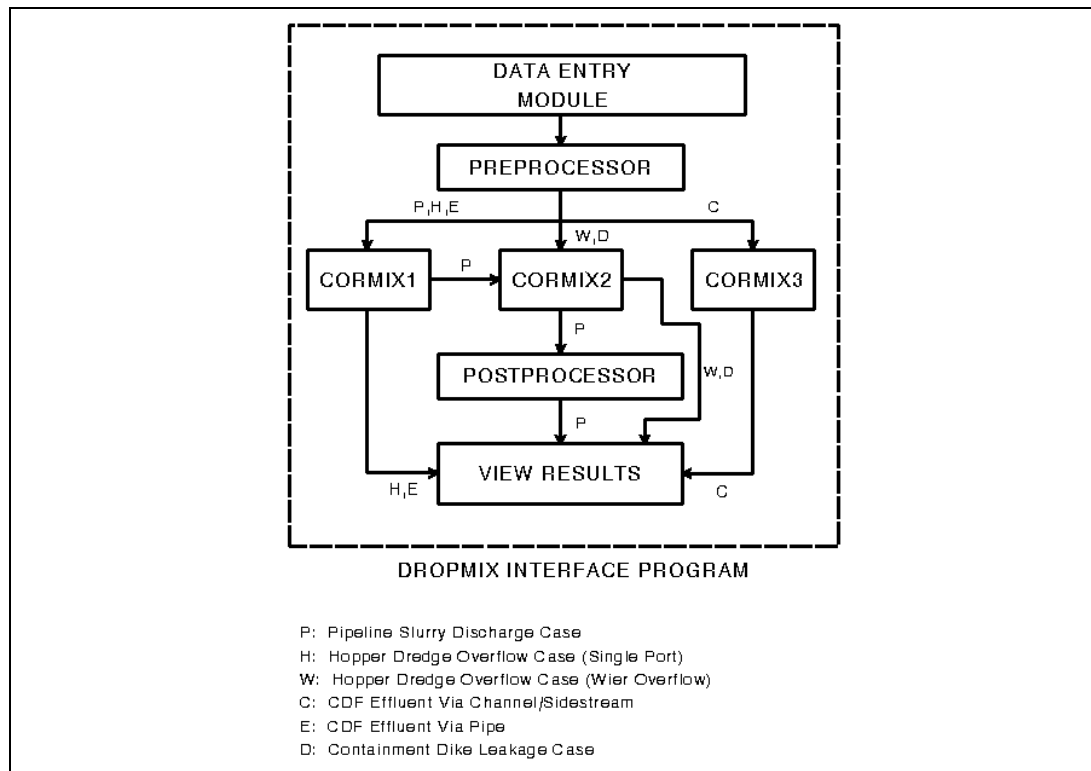 DATA ENTRY
MODULE
PREPROCESSOR
P,H,E
C
W,D
CORMIX1
P
CORMIX2
CORMIX3
P
POSTPROCESSOR
W,D
P
VIEW RESULTS
H,E
C
DROPMIX INTERFACE PROGRAM
P: Pipeline Slurry Discharge Case
H: Hopper Dredge Overflow Case (Single Port)
W: Hopper Dredge Overflow Case (Wier Overflow)
C: CDF Effluent Via Channel/Sidestream
E: CDF Effluent Via Pipe
D: Containment Dike Leakage Case